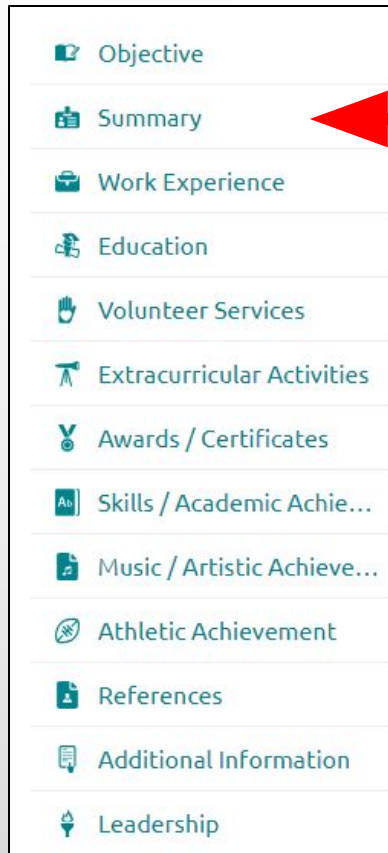 Objective
Summary
Work Experience
Education
Volunteer Services
Extracurricular Activities
Awards / Certificates
Ab Skills / Academic Achie...
Music / Artistic Achieve...
Athletic Achievement
References
Additional Information
Leadership